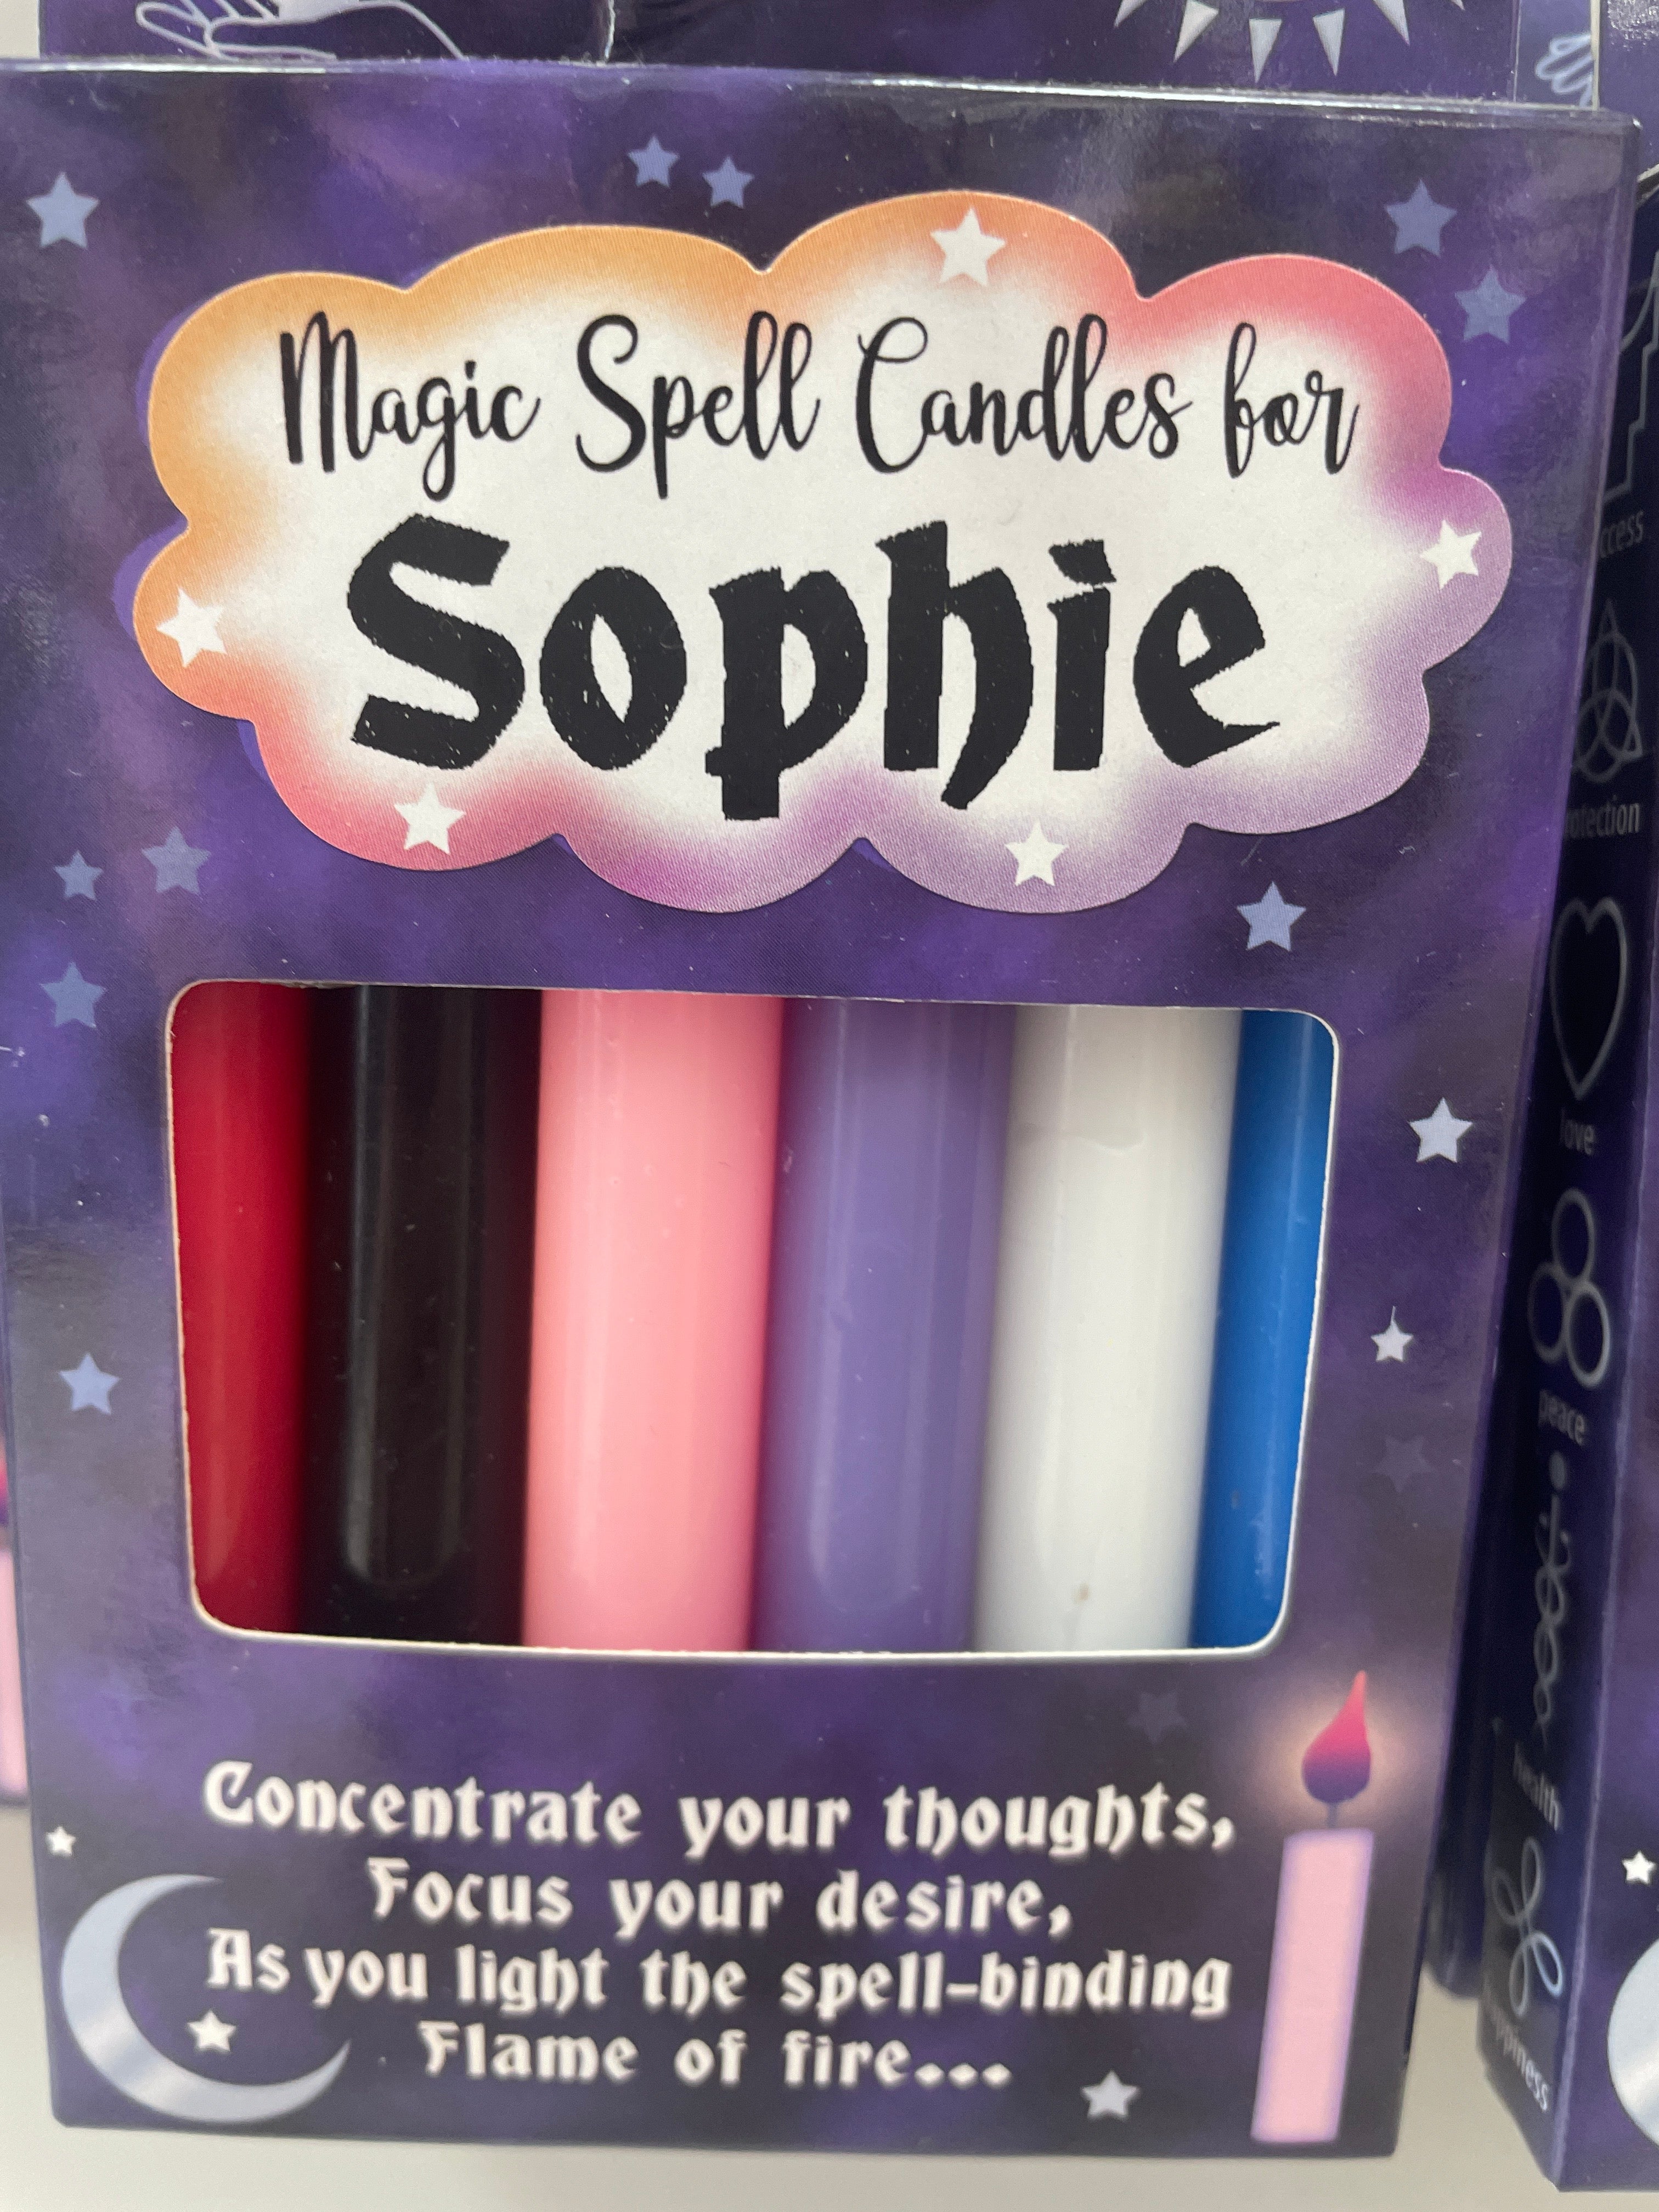 Magic Spell Candles for
Sophie
Concentrate your thoughts,
Focus your desire,
As you light the spell-binding
Flame of fire...
love
peace
health